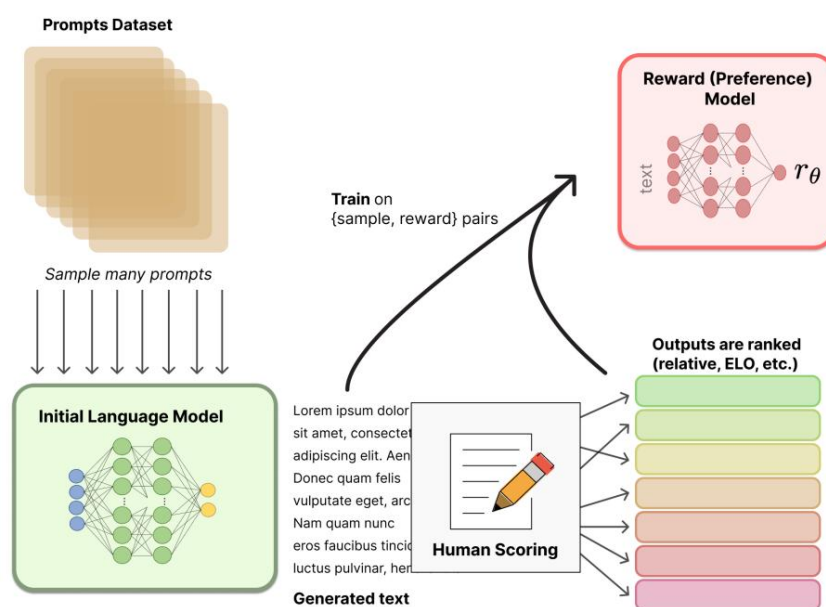 Prompts Dataset
Sample many prompts
Initial Language Model
Train on
{sample, reward} pairs
Reward (Preference)
Model
text
rθ
Lorem ipsum dolor
sit amet, consectet
adipiscing elit. Aen
Donec quam felis
vulputate eget, arc
Nam quam nunc
eros faucibus tincid
luctus pulvinar, her
Generated text
Human Scoring
Outputs are ranked
(relative, ELO, etc.)